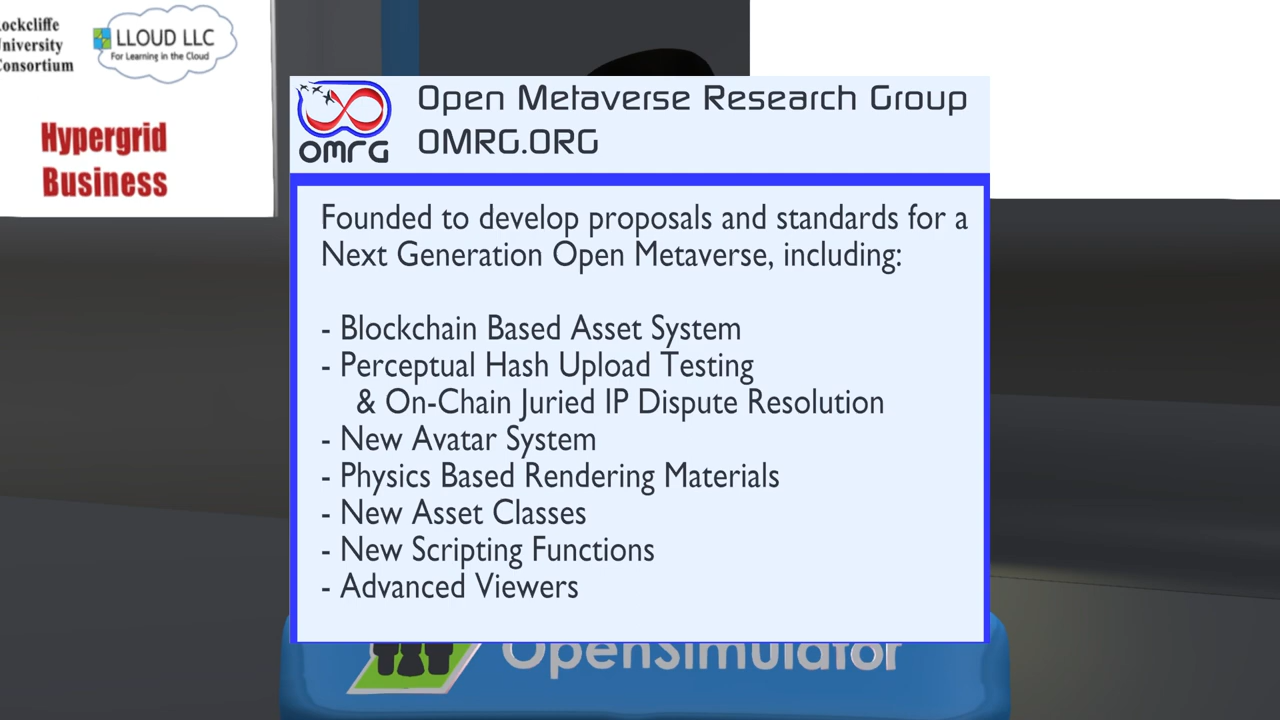 University
Consortium
LLOUD LLC
For Learning in the Cloud
Hypergrid
Business
OMRG
Open Metaverse Research Group
OMRG.ORG
Founded to develop proposals and standards for a
Next Generation Open Metaverse, including:
- Blockchain Based Asset System
- Perceptual Hash Upload Testing
& On-Chain Juried IP Dispute Resolution
- New Avatar System
- Physics Based Rendering Materials
- New Asset Classes
- New Scripting Functions
- Advanced Viewers
OpenSimulator